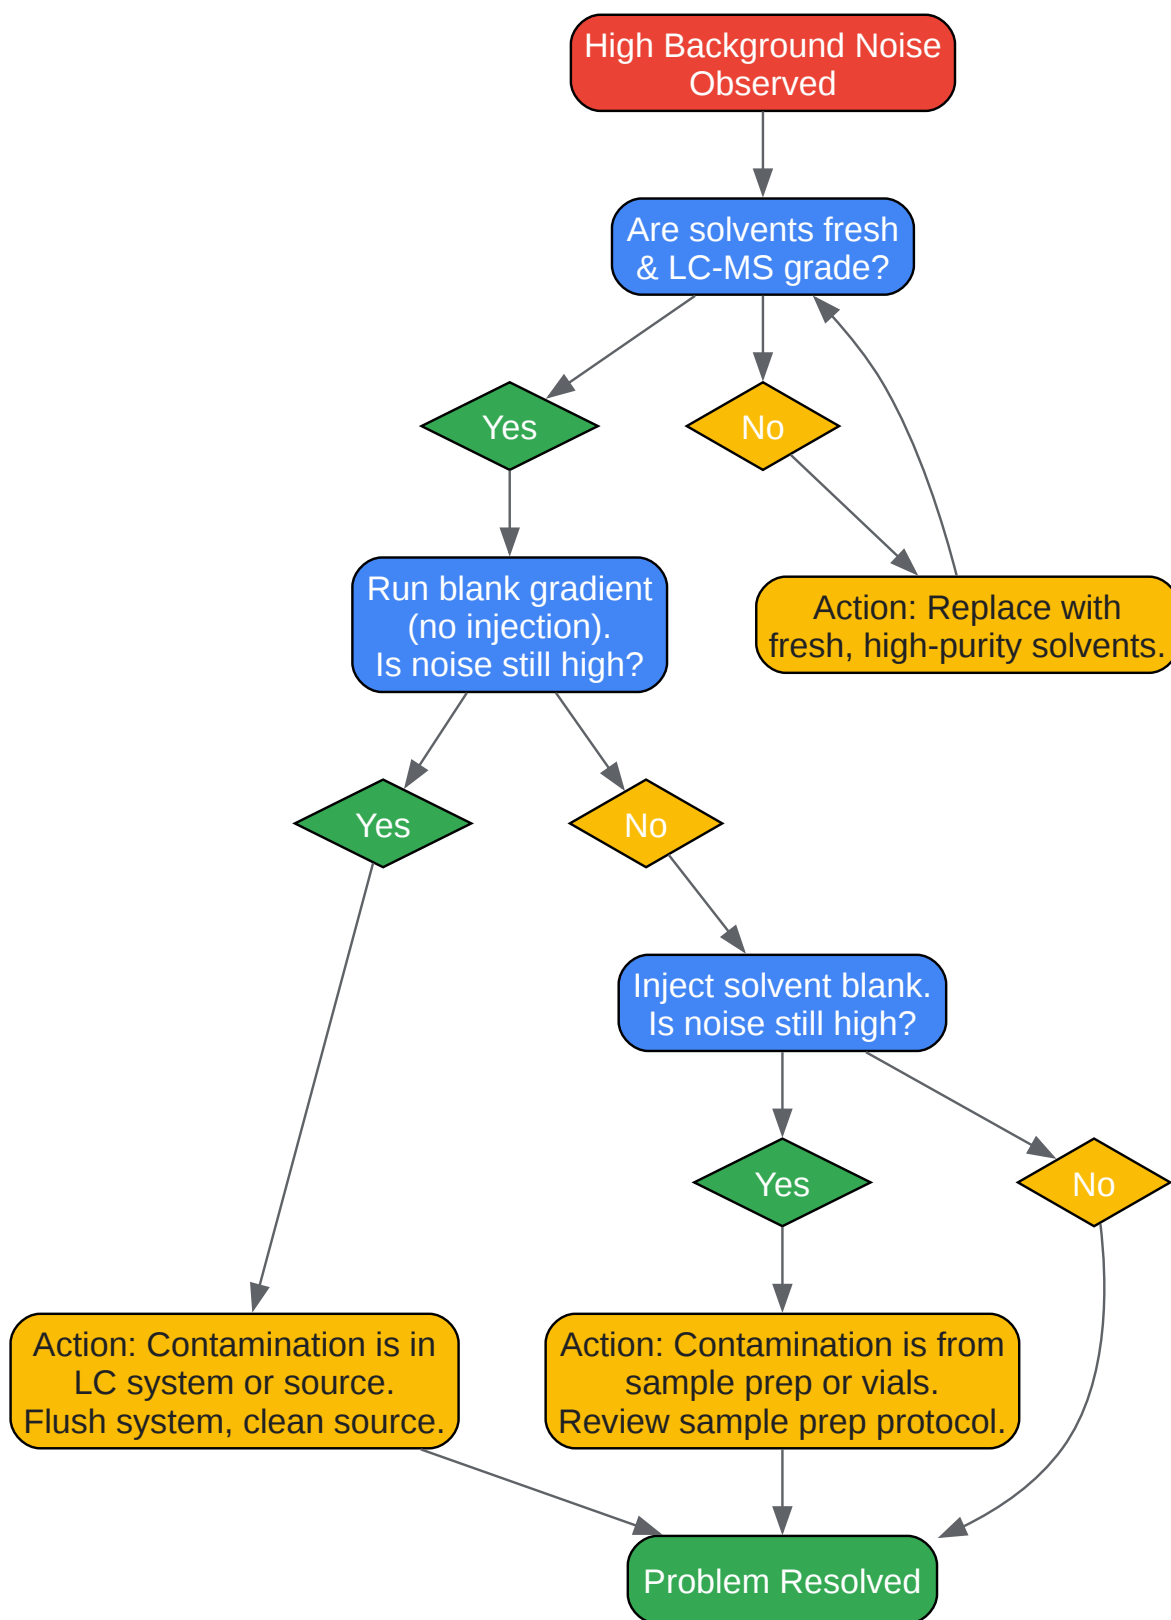 High Background Noise
Observed
Are solvents fresh
& LC-MS grade?
Yes
No
Run blank gradient
(no injection).
Is noise still high?
Action: Replace with
fresh, high-purity solvents.
Yes
No
Inject solvent blank.
Is noise still high?
Yes
No
Action: Contamination is in
LC system or source.
Flush system, clean source.
Action: Contamination is from
sample prep or vials.
Review sample prep protocol.
Problem Resolved